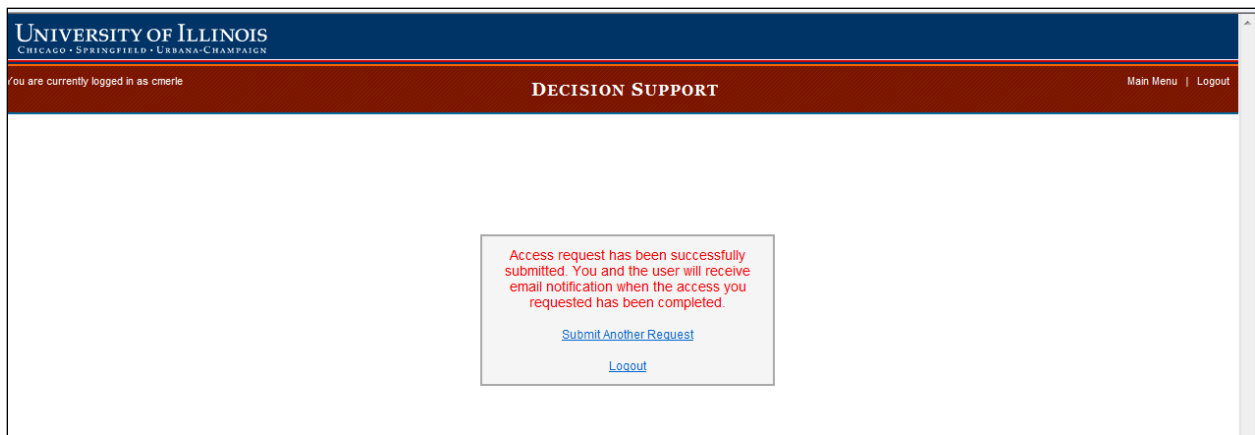 UNIVERSITY OF ILLINOIS
CHICAGO • SPRINGFIELD • URBANA-CHAMPAIGN
You are currently logged in as cmerle
DECISION SUPPORT
Main Menu | Logout
Access request has been successfully
submitted. You and the user will receive
email notification when the access you
requested has been completed.
Submit Another Request
Logout